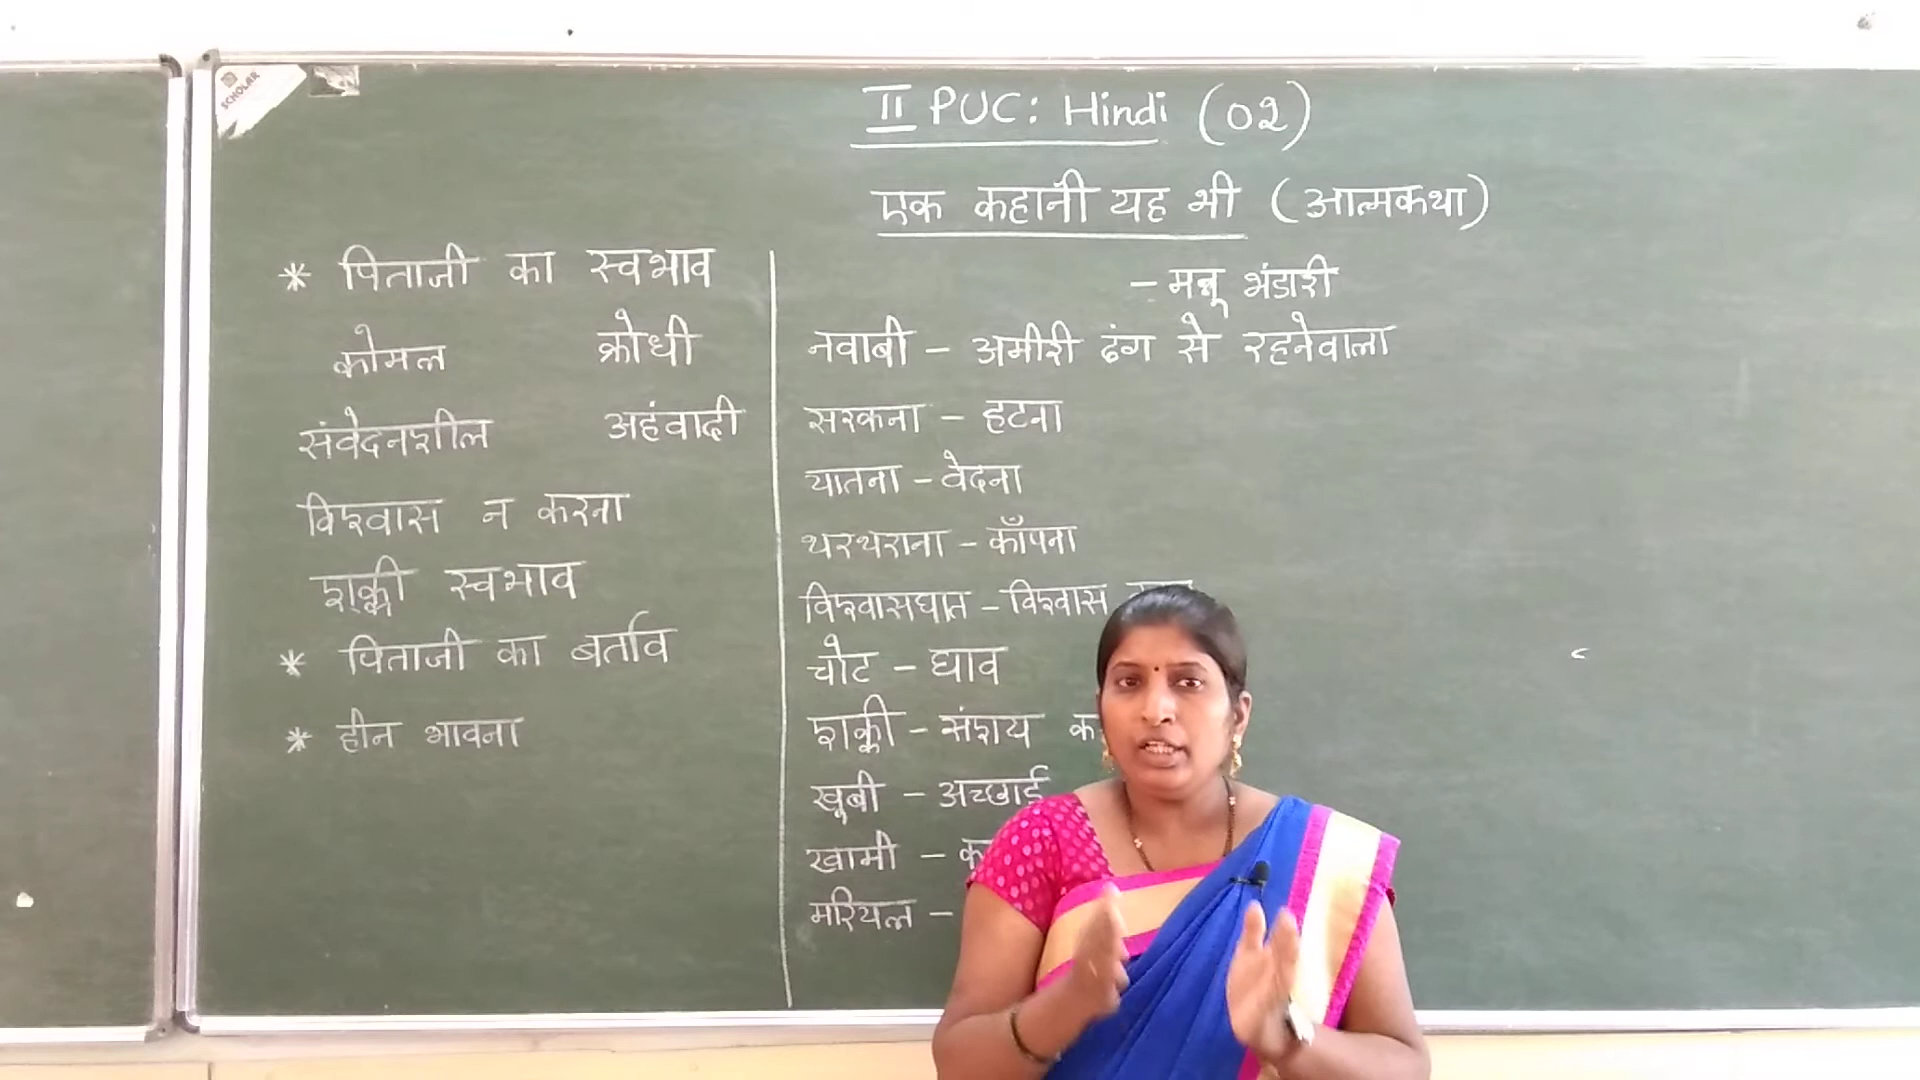 SCHOLAR
II PUC: Hindi (02)
एक कहानी यह भी (आत्मकथा)
- मन्नू भंडारी
* पिताजी का स्वभाव
कोमल क्रोधी
संवेदनशील अहंवादी
विश्वास न करना
शक्की स्वभाव
* पिताजी का बर्ताव
* हीन भावना
नवाबी - अमीरी ढंग से रहनेवाला
सरकना - हटना
यातना - वेदना
थरथराना - काँपना
विश्वासघात - विश्वास
चोट - घाव
शक्की - संशय
खूबी - अच्छाई
खामी -
मरियल -